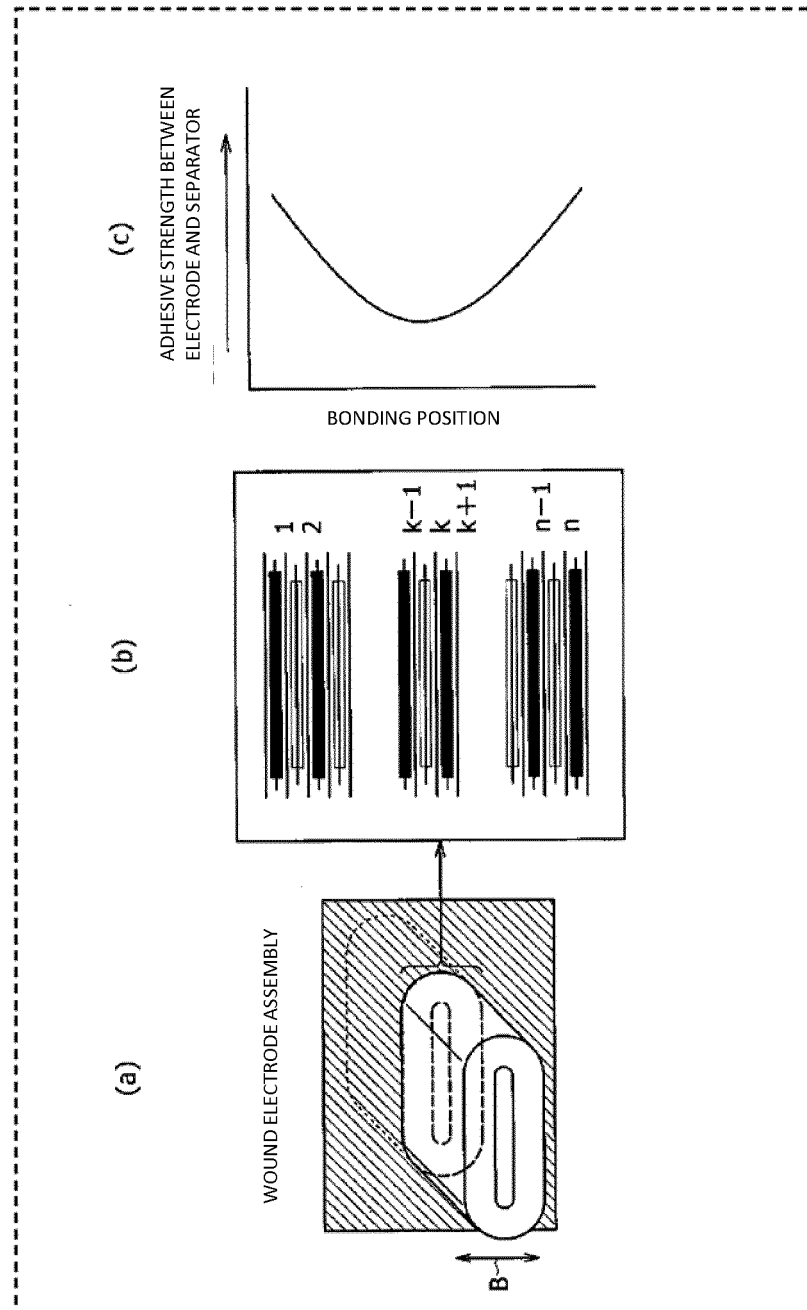 (a)
WOUND ELECTRODE ASSEMBLY
B
(b)
1
2
k-1
k
k+1
n-1
n
(c)
ADHESIVE STRENGTH BETWEEN
ELECTRODE AND SEPARATOR
BONDING POSITION